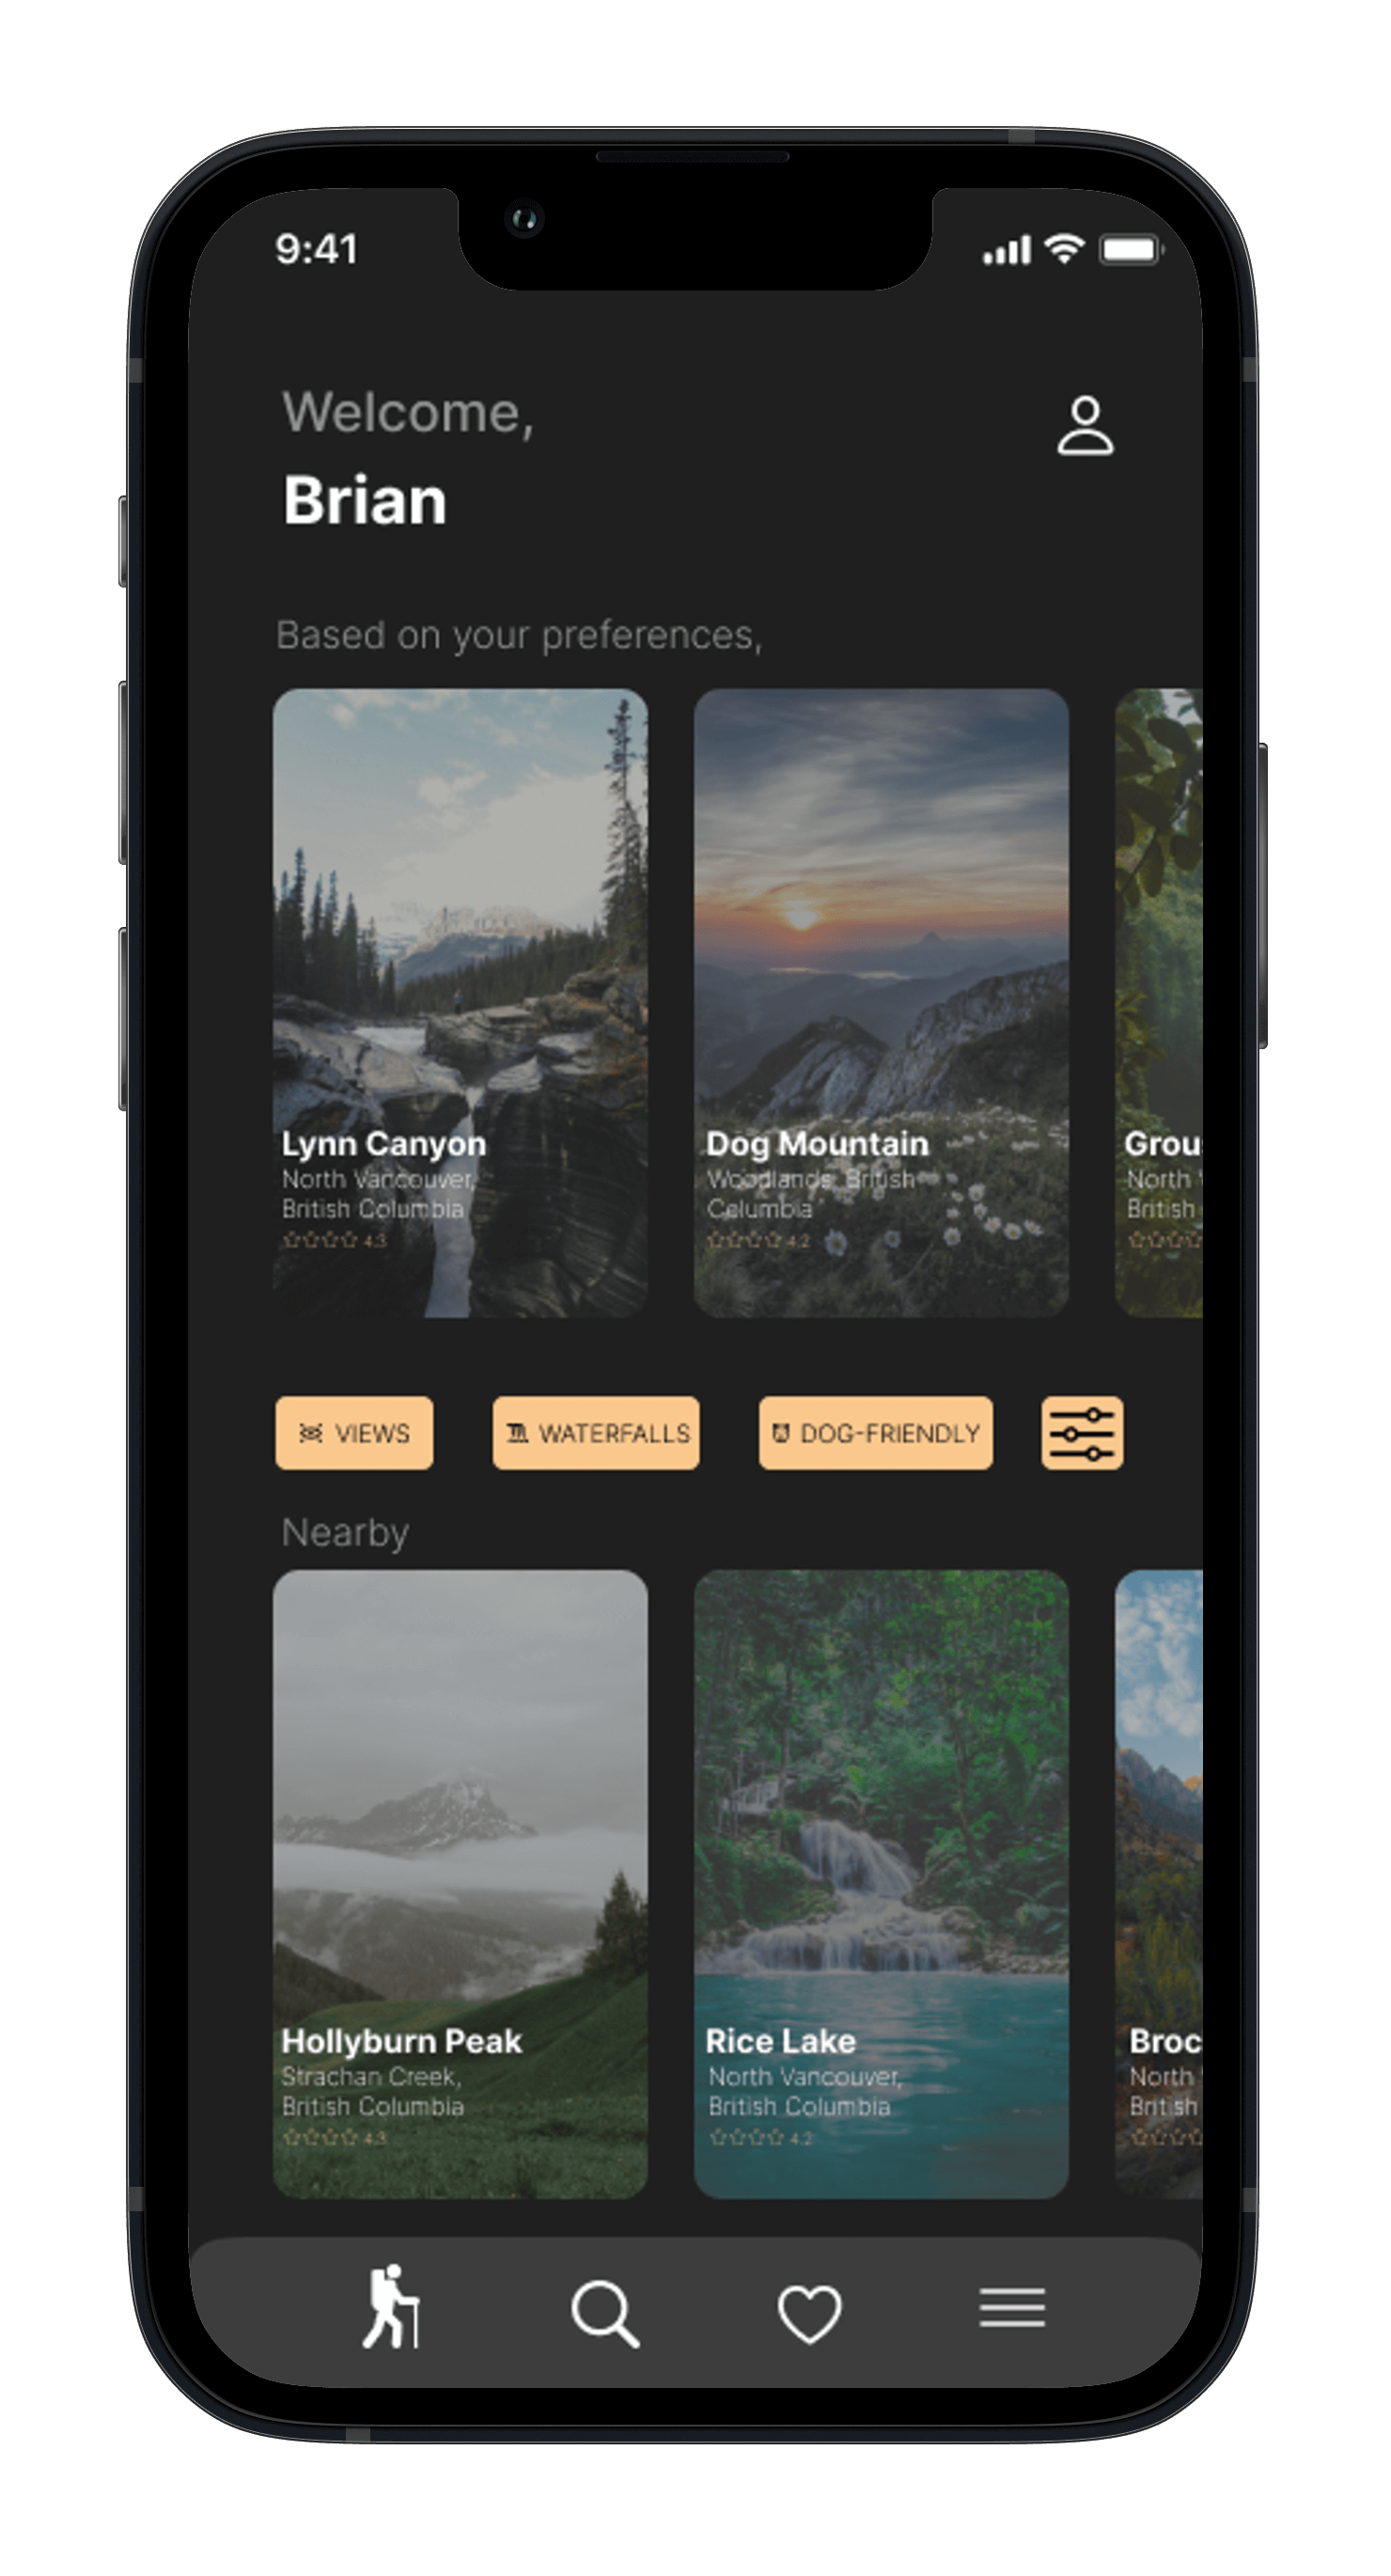 9:41
Welcome,
Brian
Based on your preferences,
Lynn Canyon
North Vancouver,
British Columbia
4.3
Dog Mountain
Woodlands, British
Columbia
4.2
Grou
North
British
VIEWS
WATERFALLS
DOG-FRIENDLY
Nearby
Hollyburn Peak
Strachan Creek,
British Columbia
4.3
Rice Lake
North Vancouver,
British Columbia
4.2
Broc
North
British